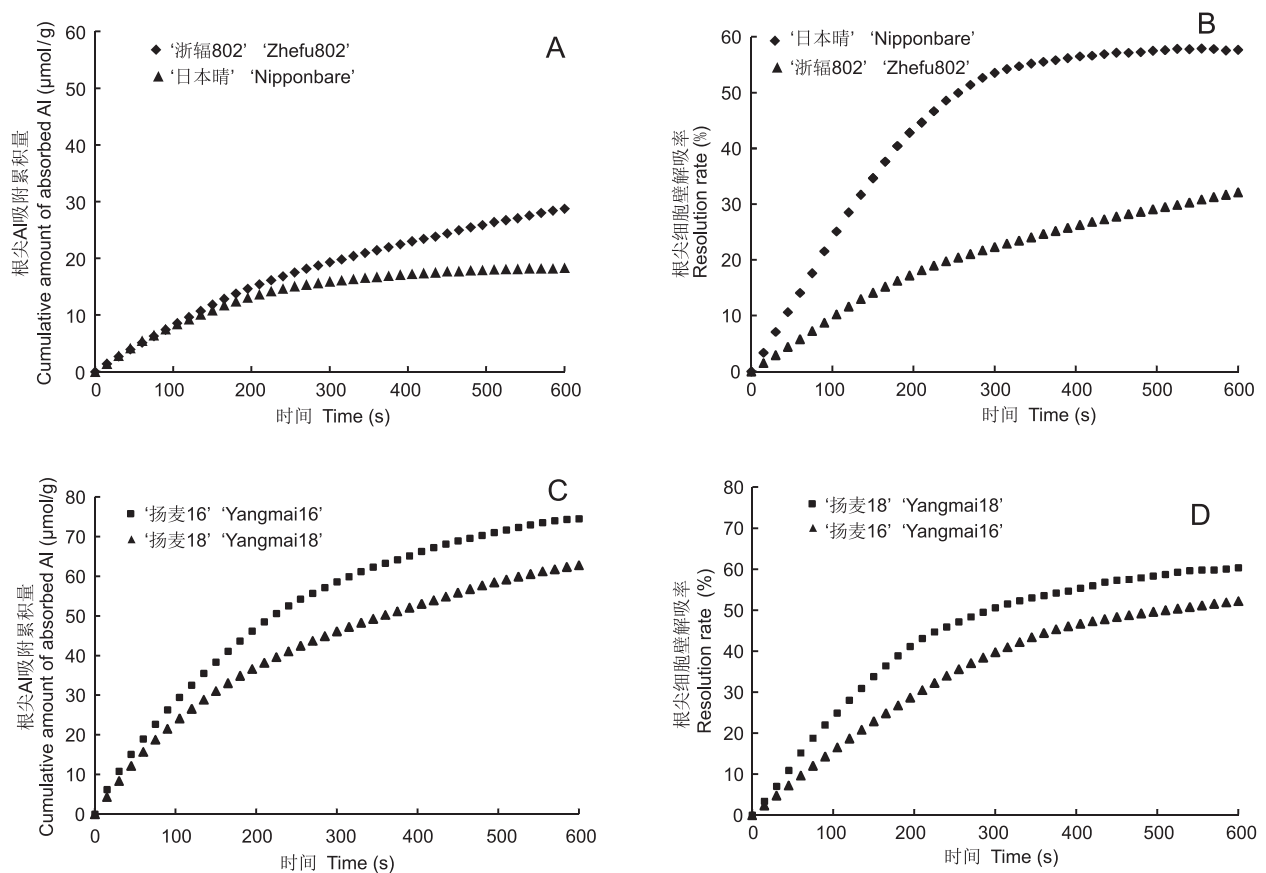 A
60
50
40
30
20
10
0
0 100 200 300 400 500 600
‘浙辐802’ ‘Zhefu802’
‘日本晴’ ‘Nipponbare’
根尖Al吸附累积量
Cumulative amount of absorbed Al (μmol/g)
时间 Time (s)
B
60
50
40
30
20
10
0
0 100 200 300 400 500 600
‘日本晴’ ‘Nipponbare’
‘浙辐802’ ‘Zhefu802’
根尖细胞壁解吸率
Resolution rate (%)
时间 Time (s)
C
80
70
60
50
40
30
20
10
0
0 100 200 300 400 500 600
‘扬麦16’ ‘Yangmai16’
‘扬麦18’ ‘Yangmai18’
根尖Al吸附累积量
Cumulative amount of absorbed Al (μmol/g)
时间 Time (s)
D
80
70
60
50
40
30
20
10
0
0 100 200 300 400 500 600
‘扬麦18’ ‘Yangmai18’
‘扬麦16’ ‘Yangmai16’
根尖细胞壁解吸率
Resolution rate (%)
时间 Time (s)